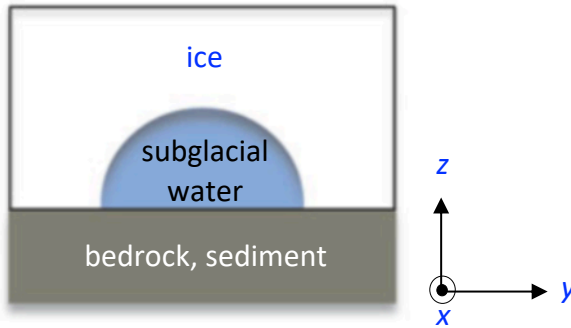 ice
subglacial
water
bedrock, sediment
z
y
x